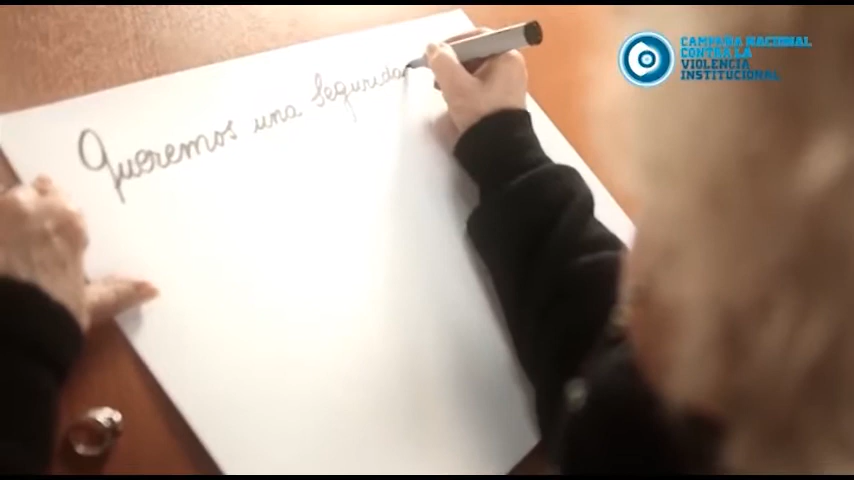 Queremos una segurida
CAMPAÑA NACIONAL
CONTRA LA
VIOLENCIA
INSTITUCIONAL